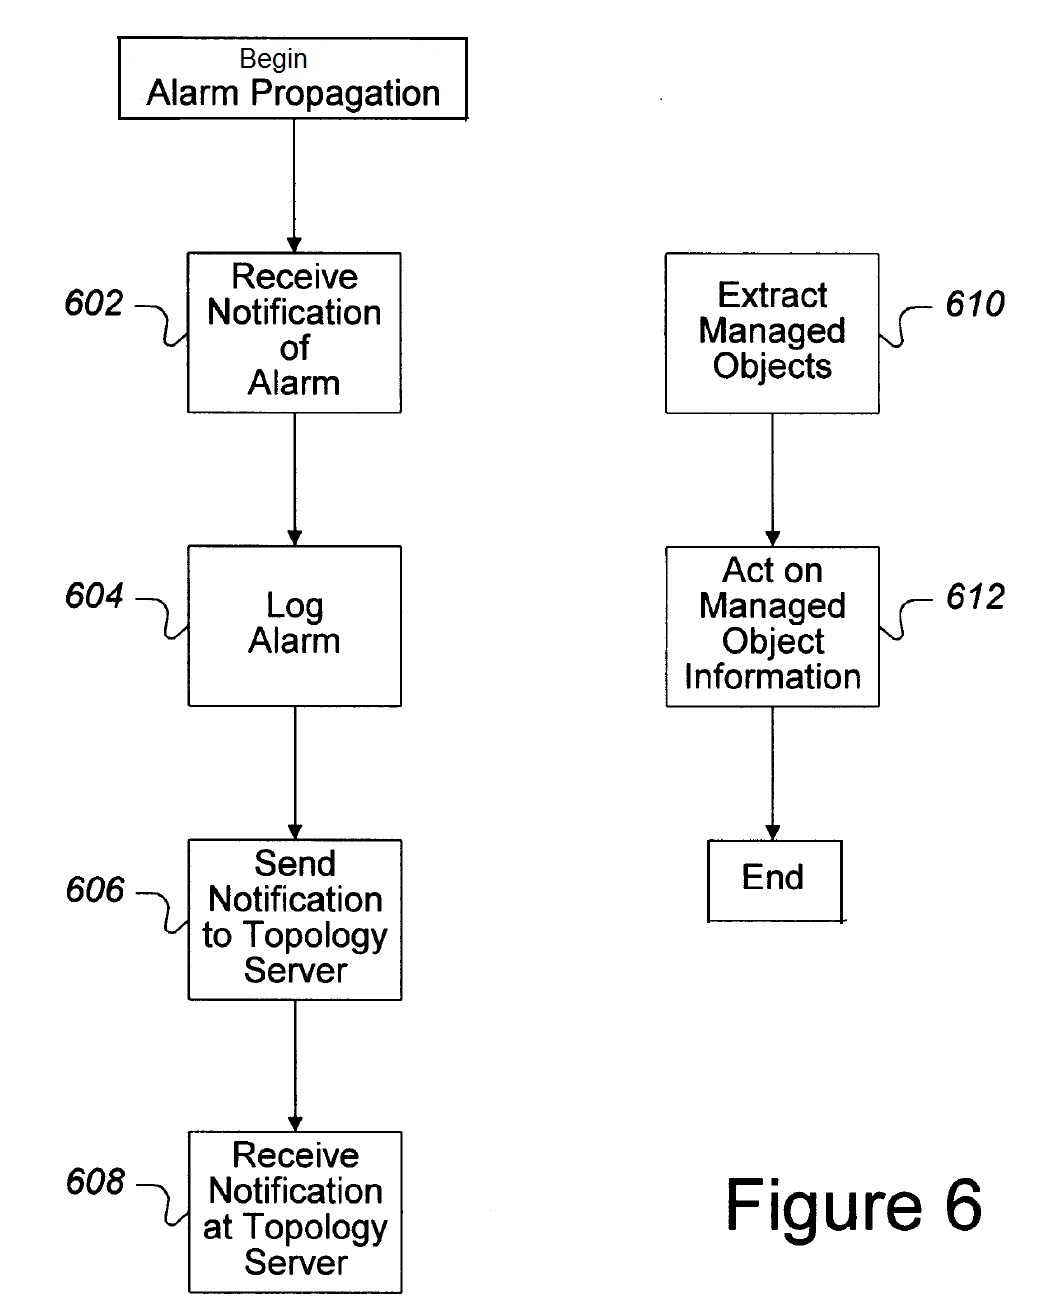 Begin
Alarm Propagation
602
Receive
Notification
of
Alarm
604
Log
Alarm
606
Send
Notification
to Topology
Server
608
Receive
Notification
at Topology
Server
Extract
Managed
Objects
610
Act on
Managed
Object
Information
612
End
Figure 6